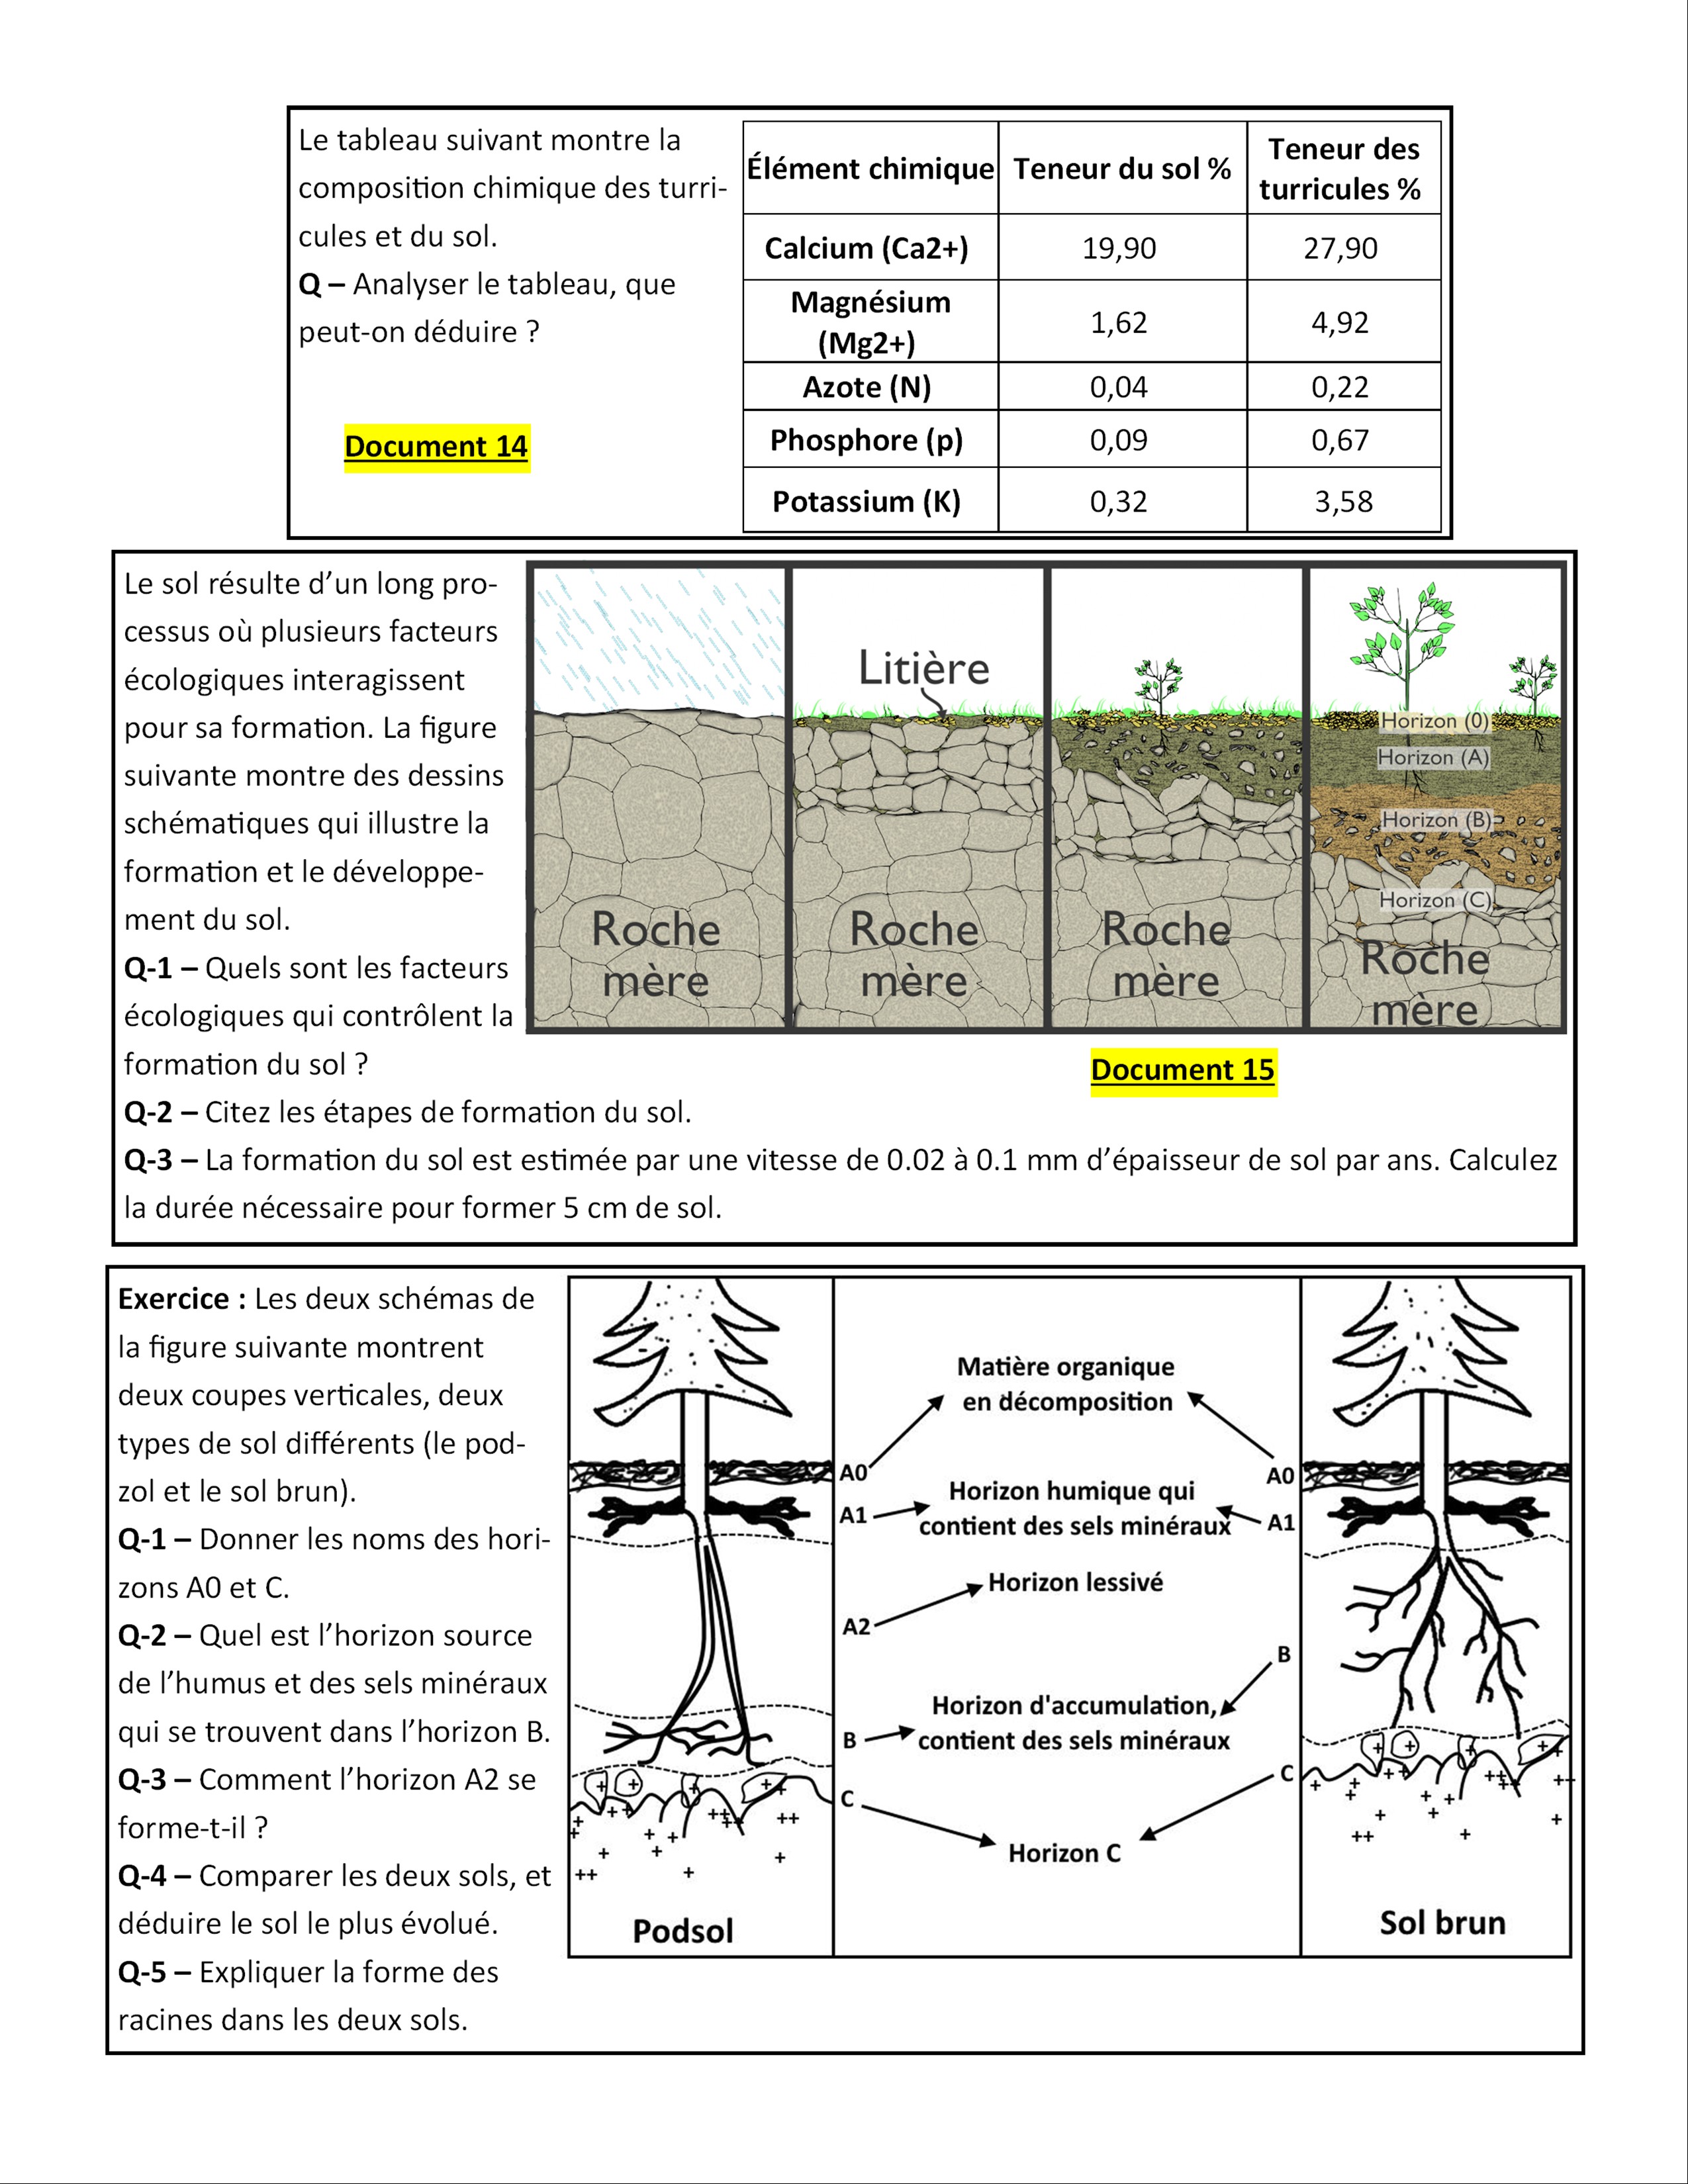 Le tableau suivant montre la
composition chimique des turri-
cules et du sol.
Q – Analyser le tableau, que
peut-on déduire ?
Document 14
Élément chimique Teneur du sol % Teneur des turricules %
Calcium (Ca2+) 19,90 27,90
Magnésium (Mg2+) 1,62 4,92
Azote (N) 0,04 0,22
Phosphore (p) 0,09 0,67
Potassium (K) 0,32 3,58
Le sol résulte d’un long pro-
cessus où plusieurs facteurs
écologiques interagissent
pour sa formation. La figure
suivante montre des dessins
schématiques qui illustre la
formation et le développe-
ment du sol.
Q-1 – Quels sont les facteurs
écologiques qui contrôlent la
formation du sol ?
Roche mère
Litière
Roche mère
Roche mère
Horizon (0)
Horizon (A)
Horizon (B)
Horizon (C)
Roche mère
Document 15
Q-2 – Citez les étapes de formation du sol.
Q-3 – La formation du sol est estimée par une vitesse de 0.02 à 0.1 mm d’épaisseur de sol par ans. Calculez
la durée nécessaire pour former 5 cm de sol.
Exercice : Les deux schémas de
la figure suivante montrent
deux coupes verticales, deux
types de sol différents (le pod-
zol et le sol brun).
Q-1 – Donner les noms des hori-
zons A0 et C.
Q-2 – Quel est l’horizon source
de l’humus et des sels minéraux
qui se trouvent dans l’horizon B.
Q-3 – Comment l’horizon A2 se
forme-t-il ?
Q-4 – Comparer les deux sols, et
déduire le sol le plus évolué.
Q-5 – Expliquer la forme des
racines dans les deux sols.
Matière organique
en décomposition
A0 A0
Horizon humique qui
contient des sels minéraux
A1 A1
Horizon lessivé
A2
B
Horizon d'accumulation,
contient des sels minéraux
B
C C
Horizon C
Podsol
Sol brun